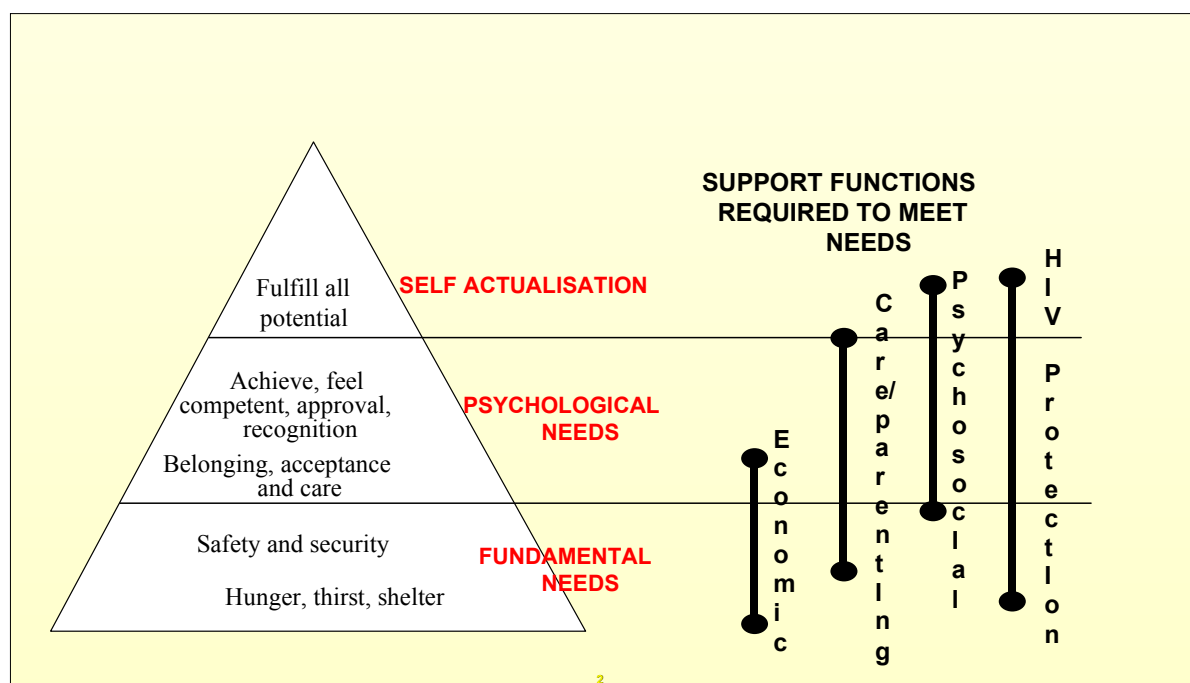 SUPPORT FUNCTIONS
REQUIRED TO MEET
NEEDS
Fulfill all
potential
SELF ACTUALISATION
Achieve, feel
competent, approval,
recognition
Belonging, acceptance
and care
PSYCHOLOGICAL
NEEDS
Safety and security
Hunger, thirst, shelter
FUNDAMENTAL
NEEDS
Economic
Care/parentIng
PsychosocIal
HIV ProtectIon
2